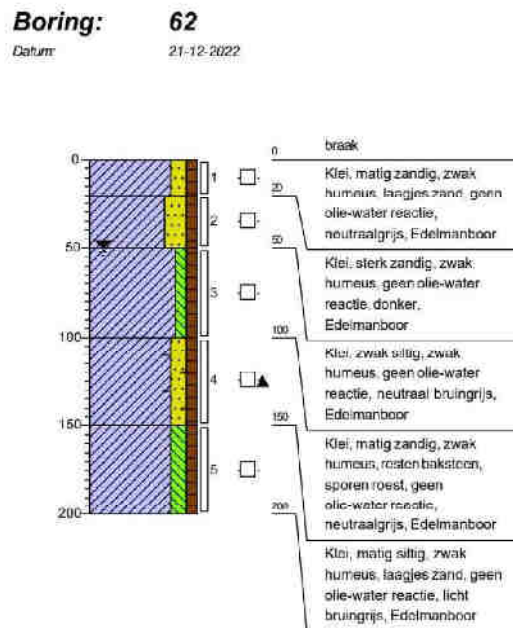 Boring: 62
Datum: 21-12-2022
0
50
100
150
200
1
2
3
4
5
0
20
50
100
150
200
braak
Klei, matig zandig, zwak
humeus, laagjes zand, geen
olie-water reactie,
neutraalgrijs, Edelmanboor
Klei, sterk zandig, zwak
humeus, geen olie-water
reactie, donker,
Edelmanboor
Klei, zwak siltig, zwak
humeus, geen olie-water
reactie, neutraal bruingrijs,
Edelmanboor
Klei, matig zandig, zwak
humeus, resten baksteen,
sporen roest, geen
olie-water reactie,
neutraalgrijs, Edelmanboor
Klei, matig siltig, zwak
humeus, laagjes zand, geen
olie-water reactie, licht
bruingrijs, Edelmanboor